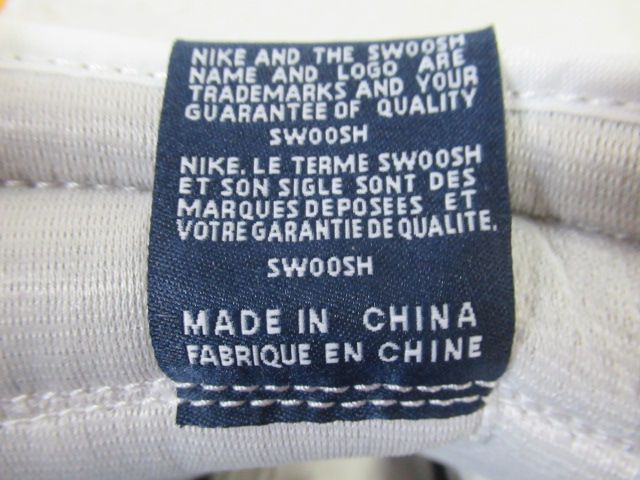 NIKE AND THE SWOOSH
NAME AND LOGO ARE
TRADEMARKS AND YOUR
GUARANTEE OF QUALITY
SWOOSH
NIKE. LE TERME SWOOSH
ET SON SIGLE SONT DES
MARQUES DEPOSEES ET
VOTRE GARANTIE DE QUALITE.
SWOOSH
MADE IN CHINA
FABRIQUE EN CHINE